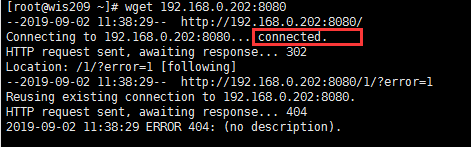 [root@wis209 ~]# wget 192.168.0.202:8080
--2019-09-02 11:38:29--  http://192.168.0.202:8080/
Connecting to 192.168.0.202:8080... connected.
HTTP request sent, awaiting response... 302
Location: /1/?error=1 [following]
--2019-09-02 11:38:29--  http://192.168.0.202:8080/1/?error=1
Reusing existing connection to 192.168.0.202:8080.
HTTP request sent, awaiting response... 404
2019-09-02 11:38:29 ERROR 404: (no description).